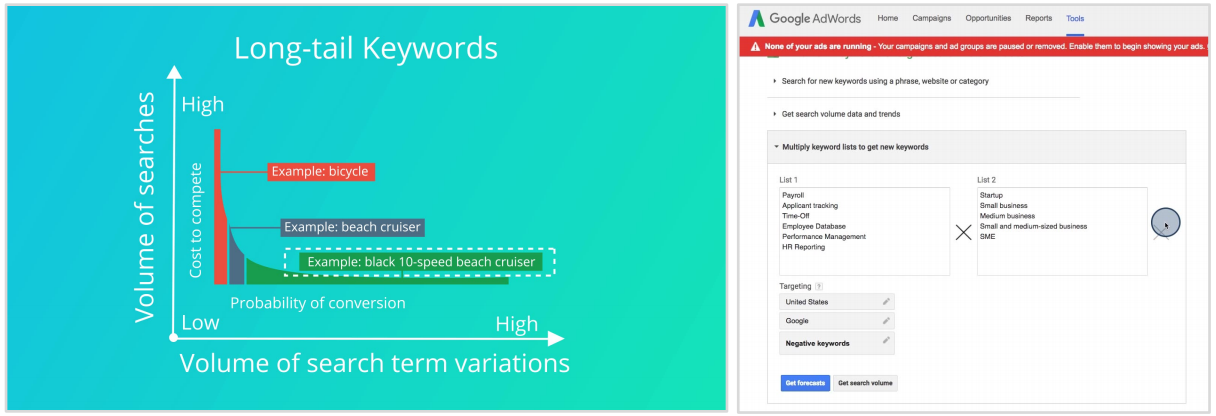 Long-tail Keywords
Volume of searches
High
Cost to compete
Example: bicycle
Example: beach cruiser
Example: black 10-speed beach cruiser
Probability of conversion
Low
High
Volume of search term variations
Google AdWords Home Campaigns Opportunities Reports Tools
None of your ads are running - Your campaigns and ad groups are paused or removed. Enable them to begin showing your ads.
Search for new keywords using a phrase, website or category
Get search volume data and trends
Multiply keyword lists to get new keywords
List 1
Payroll
Applicant tracking
Time-Off
Employee Database
Performance Management
HR Reporting
List 2
Startup
Small business
Medium business
Small and medium-sized business
SME
Targeting ?
United States
Google
Negative keywords
Get forecasts Get search volume